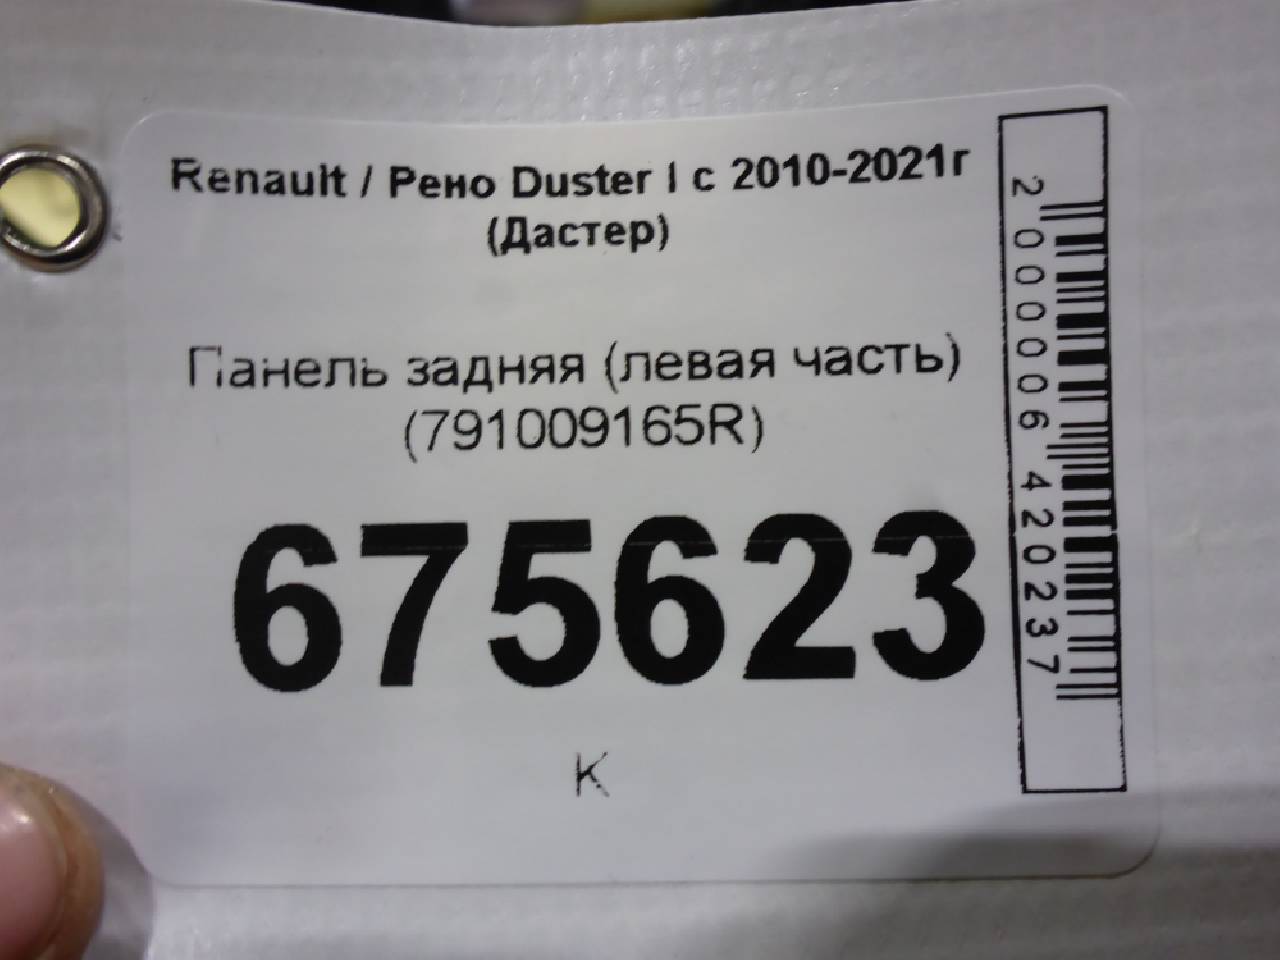 Renault / Рено Duster I с 2010-2021г
(Дастер)
Панель задняя (левая часть)
(791009165R)
675623
К
2000006420237